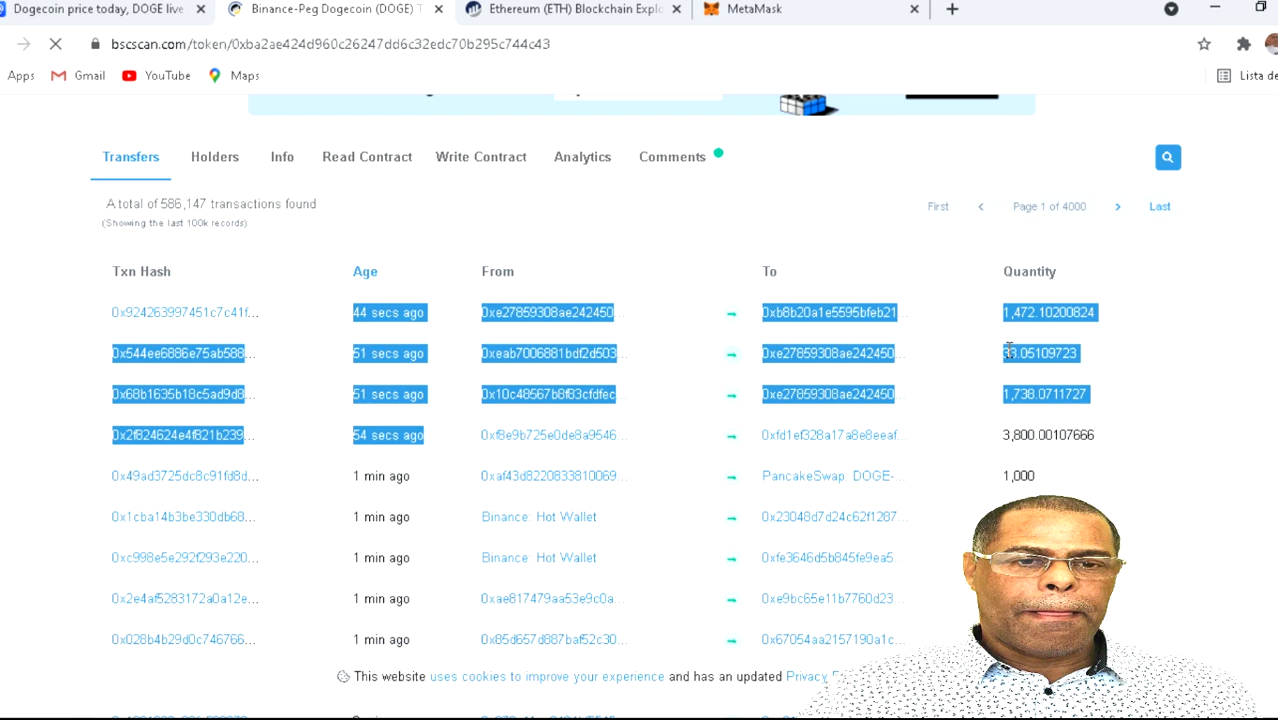 Dogecoin price today, DOGE live
Binance-Peg Dogecoin (DOGE) T
Ethereum (ETH) Blockchain Explo
MetaMask
bscscan.com/token/0xba2ae424d960c26247dd6c32edc70b295c744c43
Apps Gmail YouTube Maps Lista de
Transfers Holders Info Read Contract Write Contract Analytics Comments
A total of 586,147 transactions found
(Showing the last 100k records)
First < Page 1 of 4000 > Last
Txn Hash Age From To Quantity
0x924263997451c7c41f... 44 secs ago 0xe27859308ae242450... 0xb8b20a1e5595bfeb21... 1,472.10200824
0x544ee6886e75ab588... 51 secs ago 0xeab7006881bdf2d503... 0xe27859308ae242450... 33.05109723
0x68b1635b18c5ad9d8... 51 secs ago 0x10c48567b8f83cfdfec... 0xe27859308ae242450... 1,738.0711727
0x2f824624e4f821b239... 54 secs ago 0xf8e9b725e0de8a9546... 0xfd1ef328a17a8e8eeaf... 3,800.00107666
0x49ad3725dc8c91fd8d... 1 min ago 0xaf43d8220833810069... PancakeSwap: DOGE-... 1,000
0x1cba14b3be330db68... 1 min ago Binance: Hot Wallet 0x23048d7d24c62f1287...
0xc998e5e292f293e220... 1 min ago Binance: Hot Wallet 0xfe3646d5b845fe9ea5...
0x2e4af5283172a0a12e... 1 min ago 0xae817479aa53e9c0a... 0xe9bc65e11b7760d23...
0x028b4b29d0c746766... 1 min ago 0x85d657d887baf52c30... 0x67054aa2157190a1c...
This website uses cookies to improve your experience and has an updated Privacy